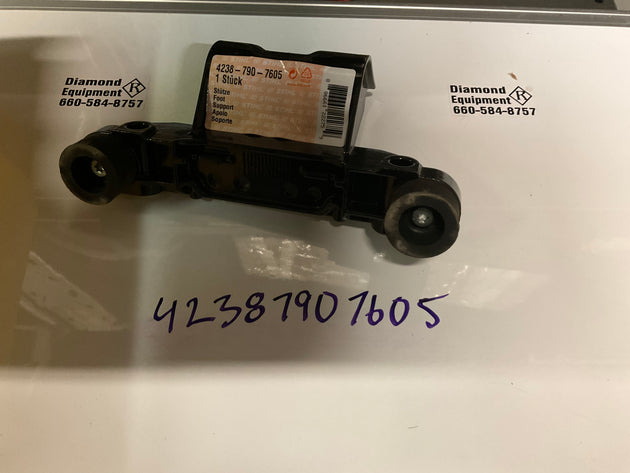 Diamond
Equipment
660-584-8757
4238-790-7605
1 Stück
Stütze
Foot
Support
Apoio
Soporte
Diamond
Equipment
660-584-8757
42387907605